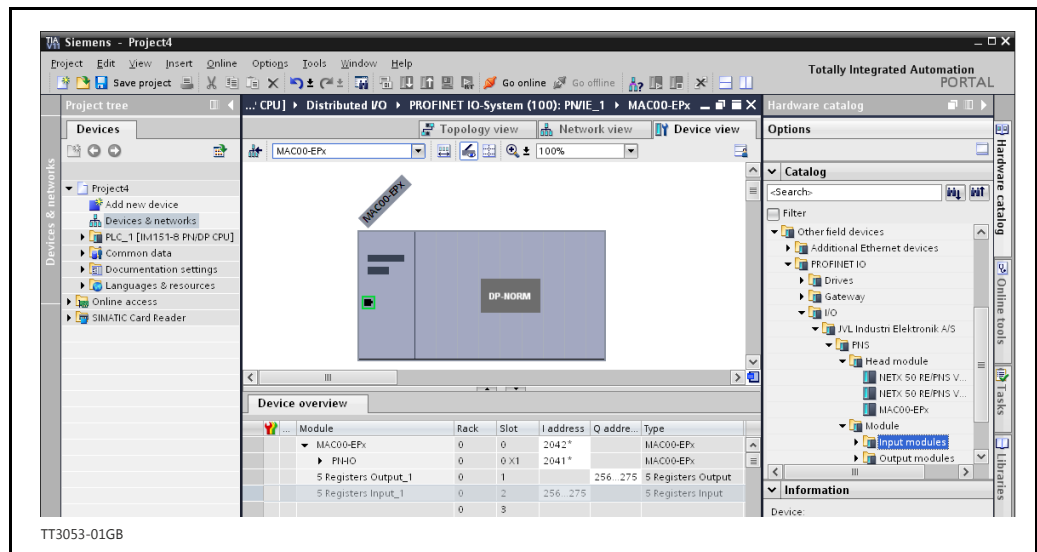 Siemens - Project4
Project Edit View Insert Online Options Tools Window Help
Save project
Go online
Go offline
Totally Integrated Automation
PORTAL
Project tree
...' CPU] Distributed I/O PROFINET IO-System (100): PN/IE_1 MAC00-EPx
Hardware catalog
Devices
Topology view
Network view
Device view
Options
MAC00-EPx
100%
Catalog
<Search>
Filter
Project4
Add new device
Devices & networks
PLC_1 [IM151-8 PN/DP CPU]
Common data
Documentation settings
Languages & resources
Online access
SIMATIC Card Reader
Devices & networks
MAC00-EPX
DP-NORM
Other field devices
Additional Ethernet devices
PROFINET IO
Drives
Gateway
I/O
JVL Industri Elektronik A/S
PNS
Head module
NETX 50 RE/PNS V...
NETX 50 RE/PNS V...
MAC00-EPx
Module
Input modules
Output modules
Information
Device:
Hardware catalog
Online tools
Tasks
Libraries
Device overview
... Module Rack Slot I address Q addre... Type
MAC00-EPx 0 0 2042* MAC00-EPx
PN-IO 0 0 X1 2041* MAC00-EPx
5 Registers Output_1 0 1 256...275 5 Registers Output
5 Registers Input_1 0 2 256...275 5 Registers Input
0 3
TT3053-01GB